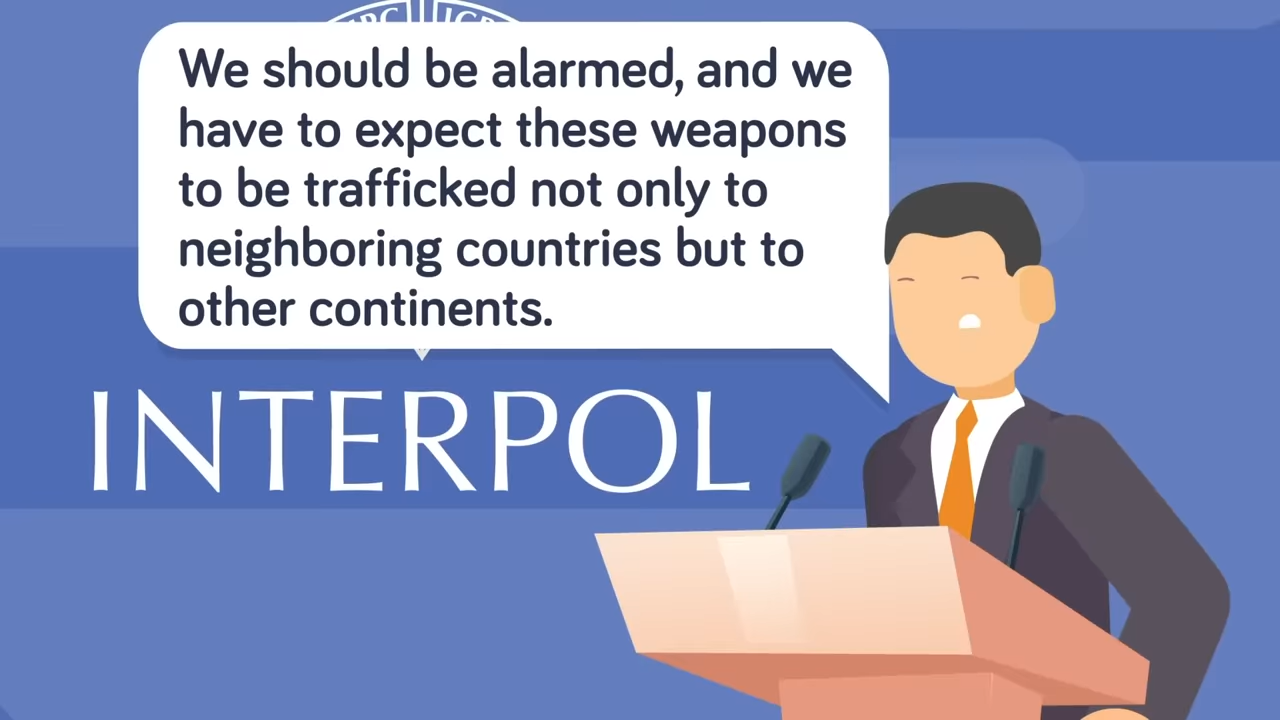 We should be alarmed, and we
have to expect these weapons
to be trafficked not only to
neighboring countries but to
other continents.
INTERPOL